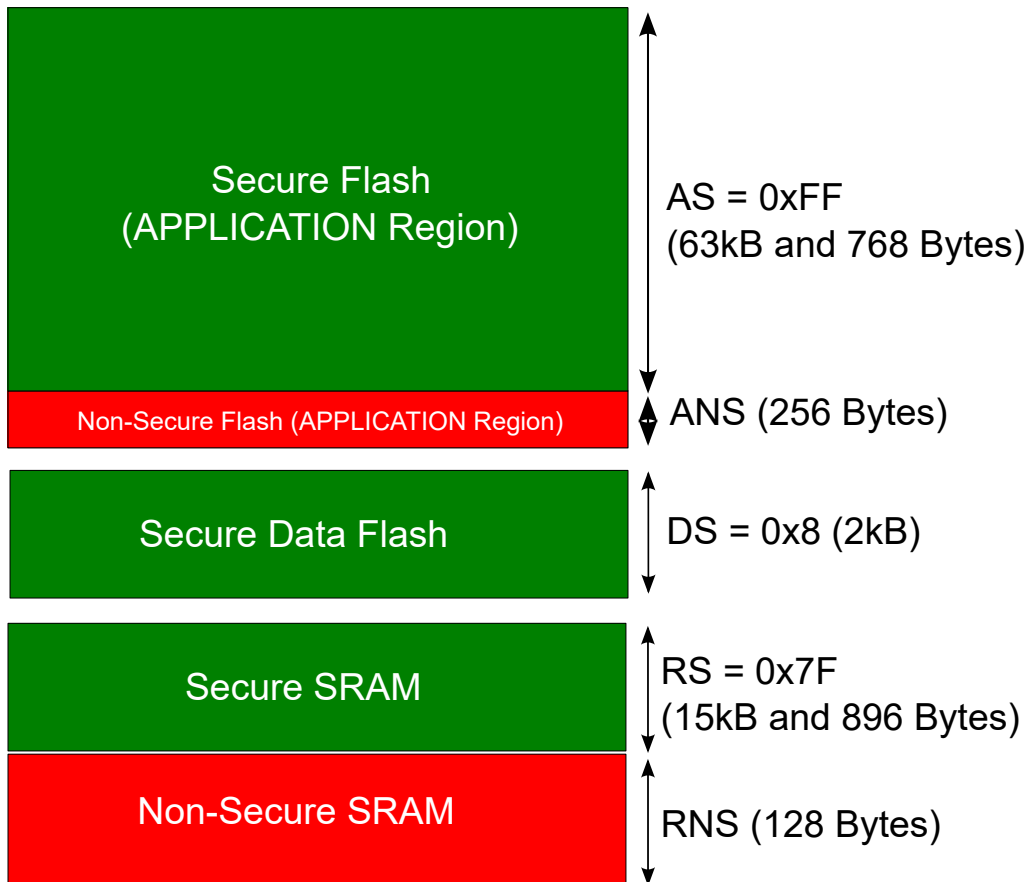 Secure Flash
(APPLICATION Region)
AS = 0xFF
(63kB and 768 Bytes)
Non-Secure Flash (APPLICATION Region)
ANS (256 Bytes)
Secure Data Flash
DS = 0x8 (2kB)
Secure SRAM
RS = 0x7F
(15kB and 896 Bytes)
Non-Secure SRAM
RNS (128 Bytes)